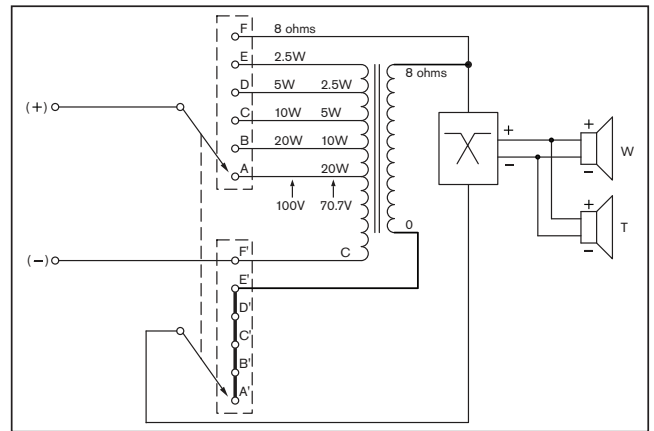 F 8 ohms
E 2.5W
8 ohms
D 5W 2.5W
C 10W 5W
(+)
+
B 20W 10W
+
-
W
-
A 20W
100V 70.7V
+
T
-
0
F'
C
(-)
E'
D'
C'
B'
A'